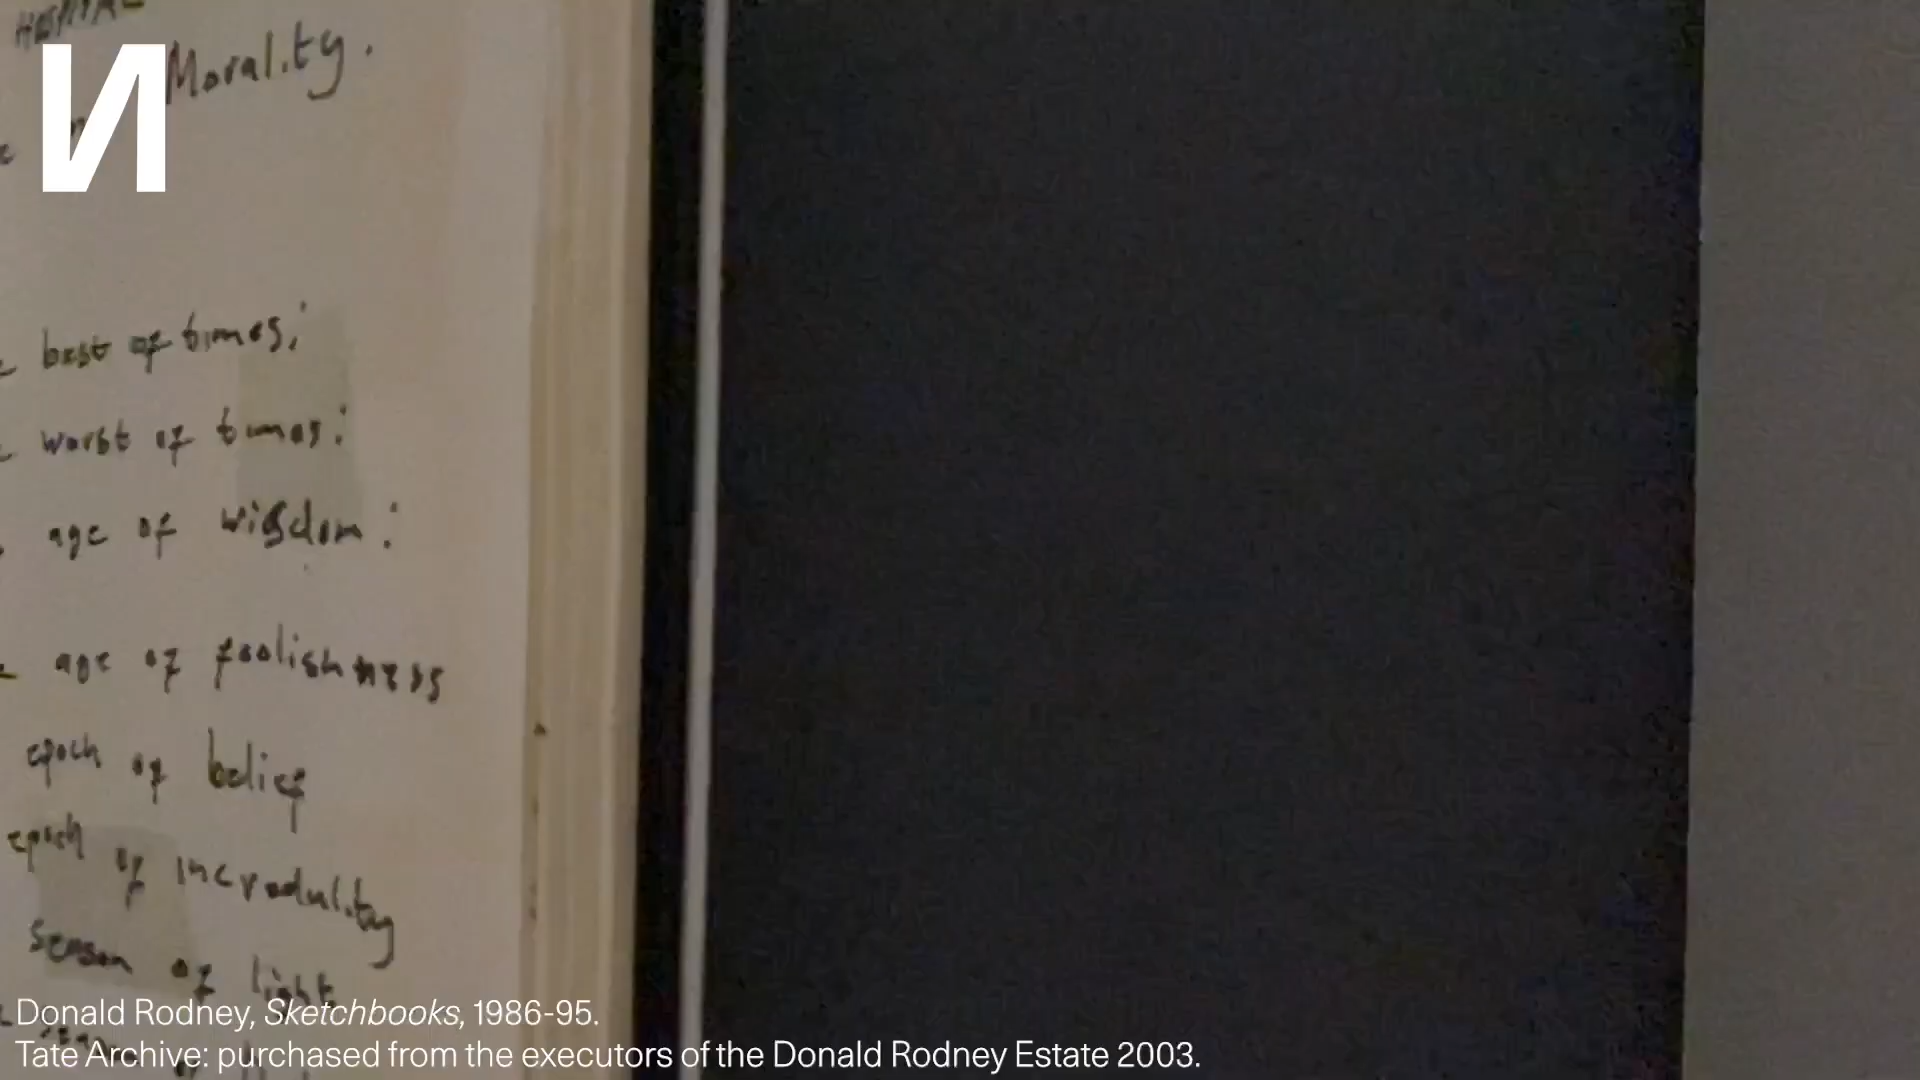 HOSPITAL
Morality.
best of times;
worst of times:
age of wisdom:
age of foolishness
epoch of belief
epoch of incredulity
season of light
Donald Rodney, Sketchbooks, 1986-95.
Tate Archive: purchased from the executors of the Donald Rodney Estate 2003.